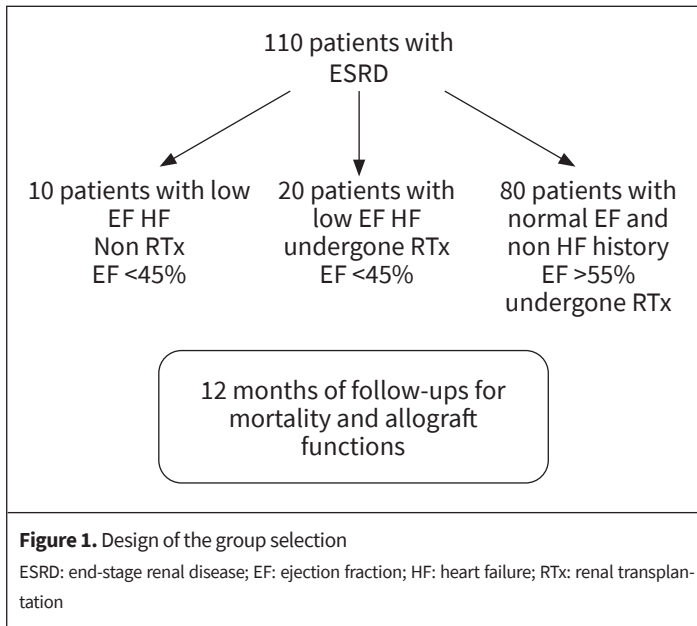 110 patients with
ESRD
10 patients with low
EF HF
Non RTx
EF <45%
20 patients with
low EF HF
undergone RTx
EF <45%
80 patients with
normal EF and
non HF history
EF >55%
undergone RTx
12 months of follow-ups for
mortality and allograft
functions
Figure 1. Design of the group selection
ESRD: end-stage renal disease; EF: ejection fraction; HF: heart failure; RTx: renal transplan-
tation